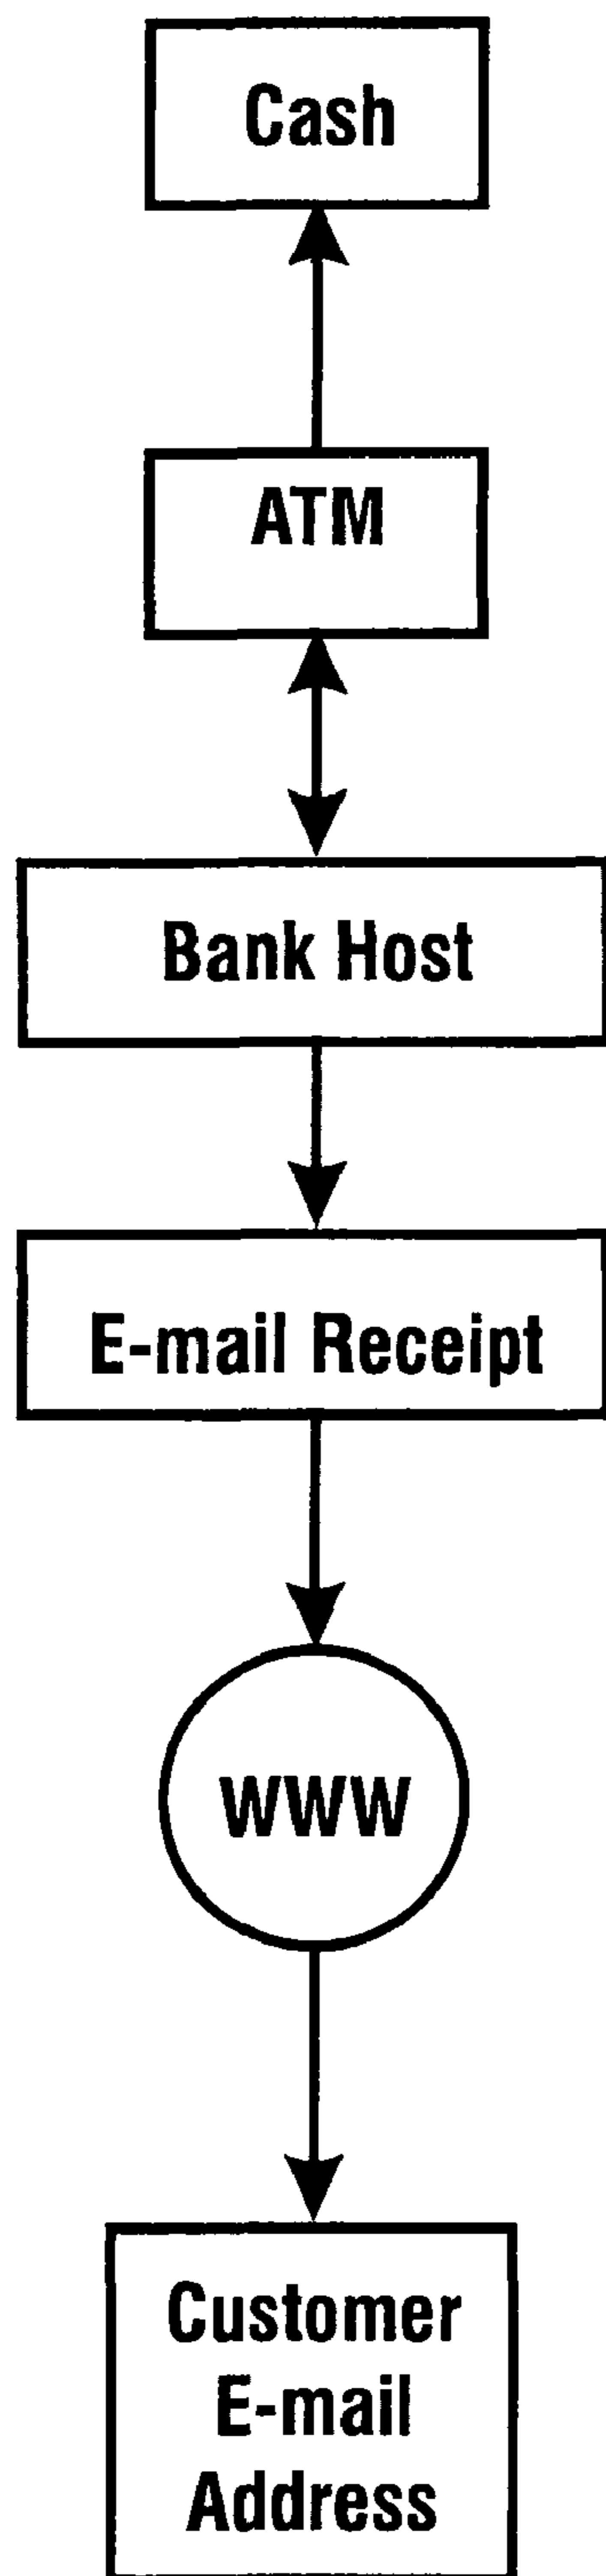 Cash
ATM
Bank Host
E-mail Receipt
WWW
Customer
E-mail
Address